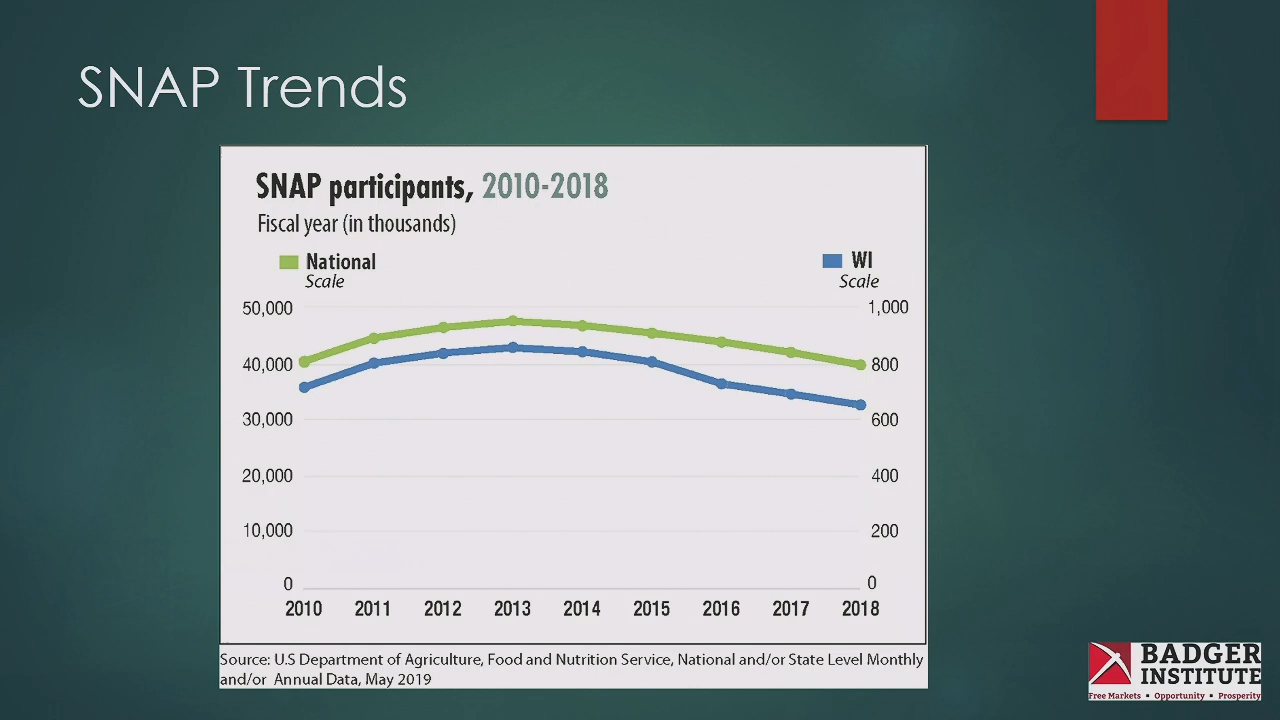 SNAP Trends
SNAP participants, 2010-2018
Fiscal year (in thousands)
National
Scale
WI
Scale
50,000
1,000
40,000
800
30,000
600
20,000
400
10,000
200
0
0
2010 2011 2012 2013 2014 2015 2016 2017 2018
Source: U.S Department of Agriculture, Food and Nutrition Service, National and/or State Level Monthly
and/or Annual Data, May 2019
BADGER
INSTITUTE
Free Markets • Opportunity • Prosperity